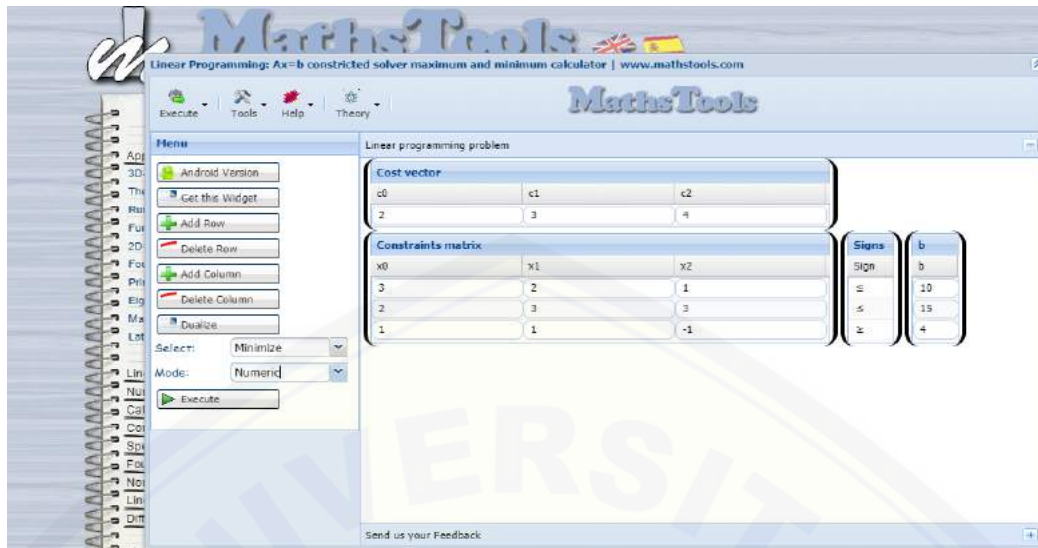 MathsTools
Linear Programming: Ax=b constricted solver maximum and minimum calculator | www.mathstools.com
Execute Tools Help Theory
MathsTools
Menu
Android Version
Get this Widget
Add Row
Delete Row
Add Column
Delete Column
Dualize
Select: Minimize
Mode: Numeric
Execute
Linear programming problem
Cost vector
c0 c1 c2
2 3 4
Constraints matrix Signs b
x0 x1 x2 Sign b
3 2 1 ≤ 10
2 3 3 ≤ 15
1 1 -1 ≥ 4
Send us your Feedback
UNIVERSIT